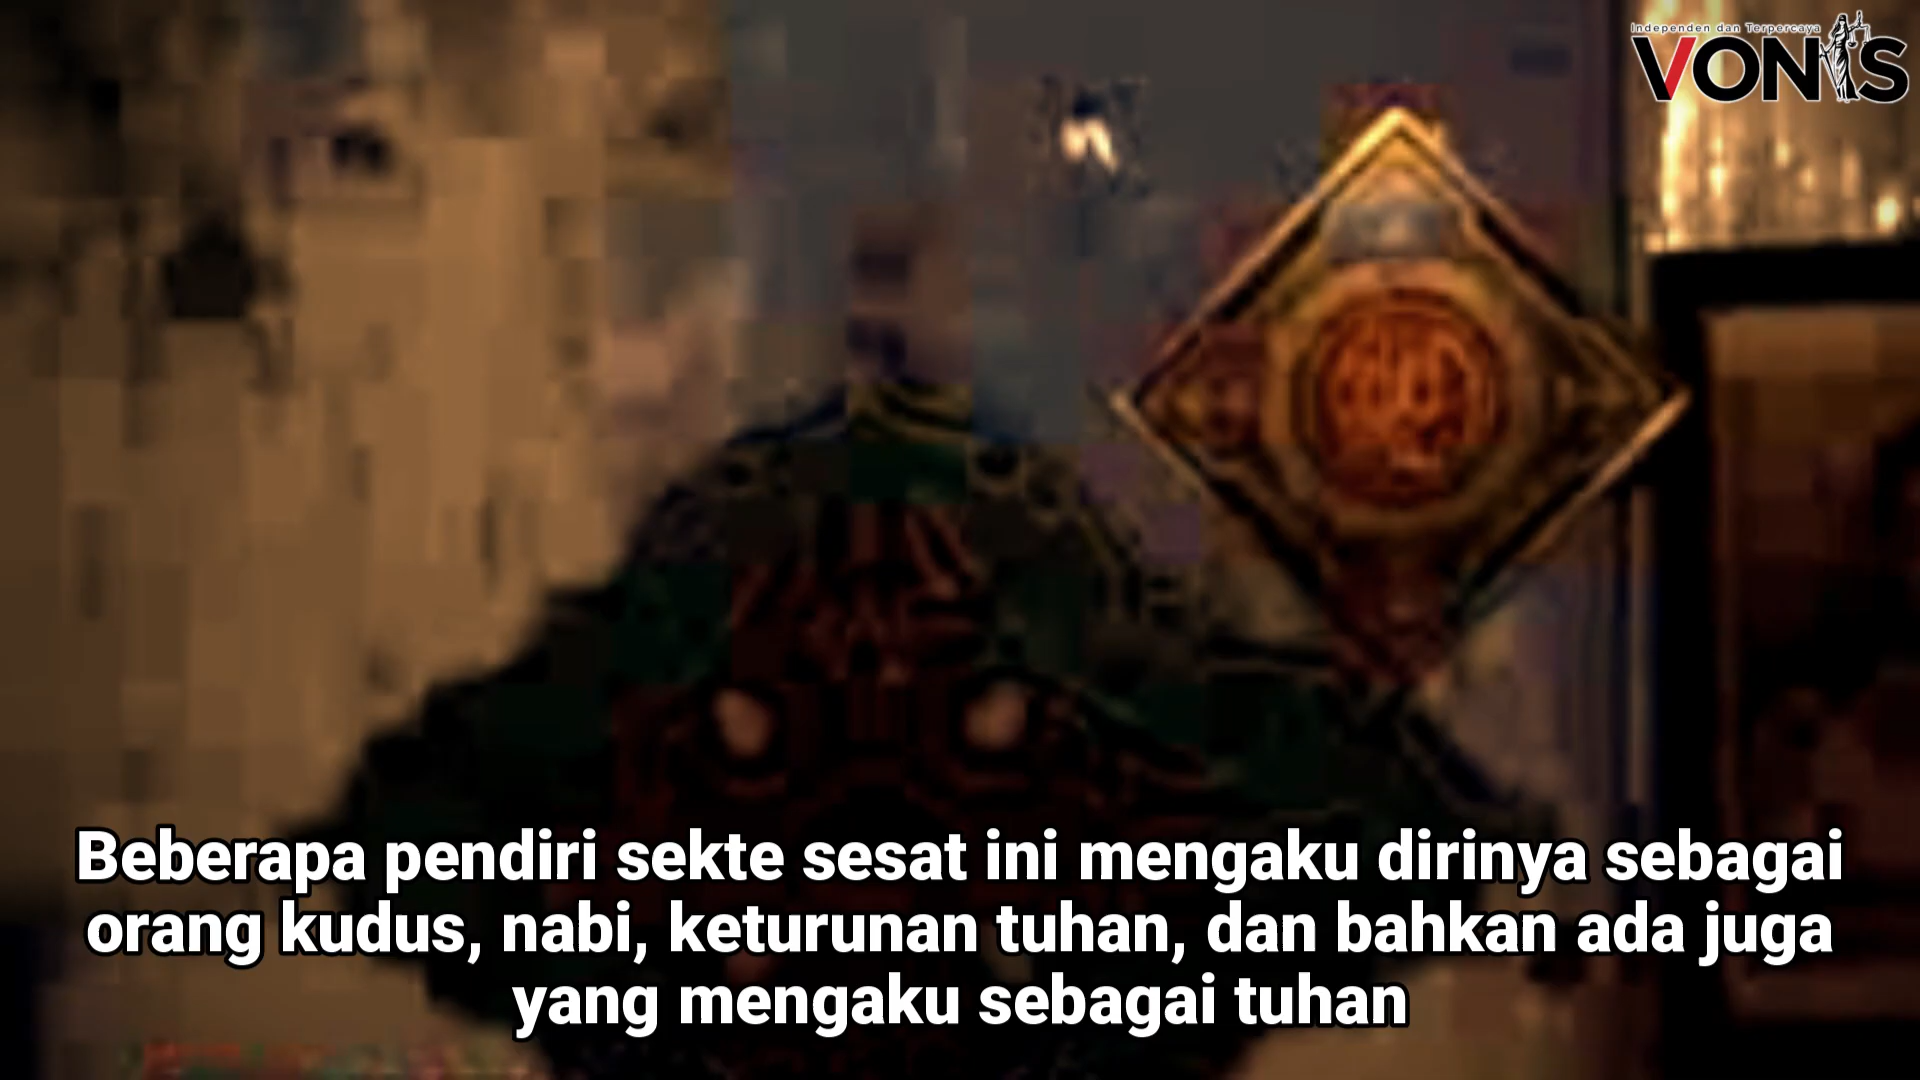 Independen dan Terpercaya
VONIS
Beberapa pendiri sekte sesat ini mengaku dirinya sebagai
orang kudus, nabi, keturunan tuhan, dan bahkan ada juga
yang mengaku sebagai tuhan